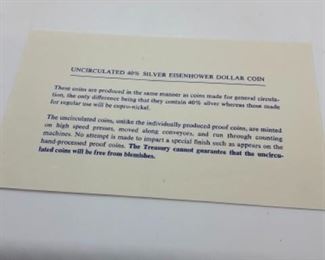 UNCIRCULATED 40% SILVER EISENHOWER DOLLAR COIN
These coins are produced in the same manner as coins made for general circula-
tion, the only difference being that they contain 40% silver whereas those made
for regular use will be cupro-nickel.
The uncirculated coins, unlike the individually produced proof coins, are minted
on high speed presses, moved along conveyors, and run through counting
machines. No attempt is made to impart a special finish such as appears on the
hand-processed proof coins. The Treasury cannot guarantee that the uncircu-
lated coins will be free from blemishes.